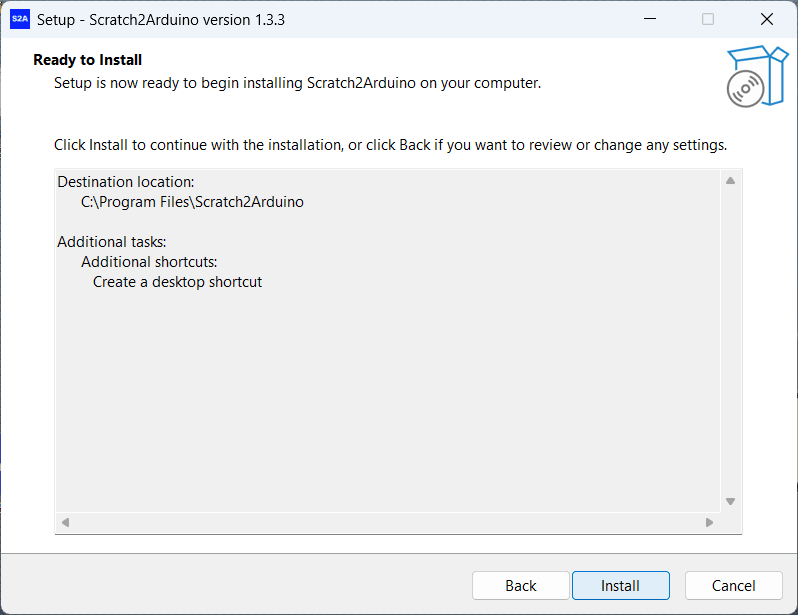 S2A Setup - Scratch2Arduino version 1.3.3
Ready to Install
Setup is now ready to begin installing Scratch2Arduino on your computer.
Click Install to continue with the installation, or click Back if you want to review or change any settings.
Destination location:
C:\Program Files\Scratch2Arduino
Additional tasks:
Additional shortcuts:
Create a desktop shortcut
Back Install Cancel